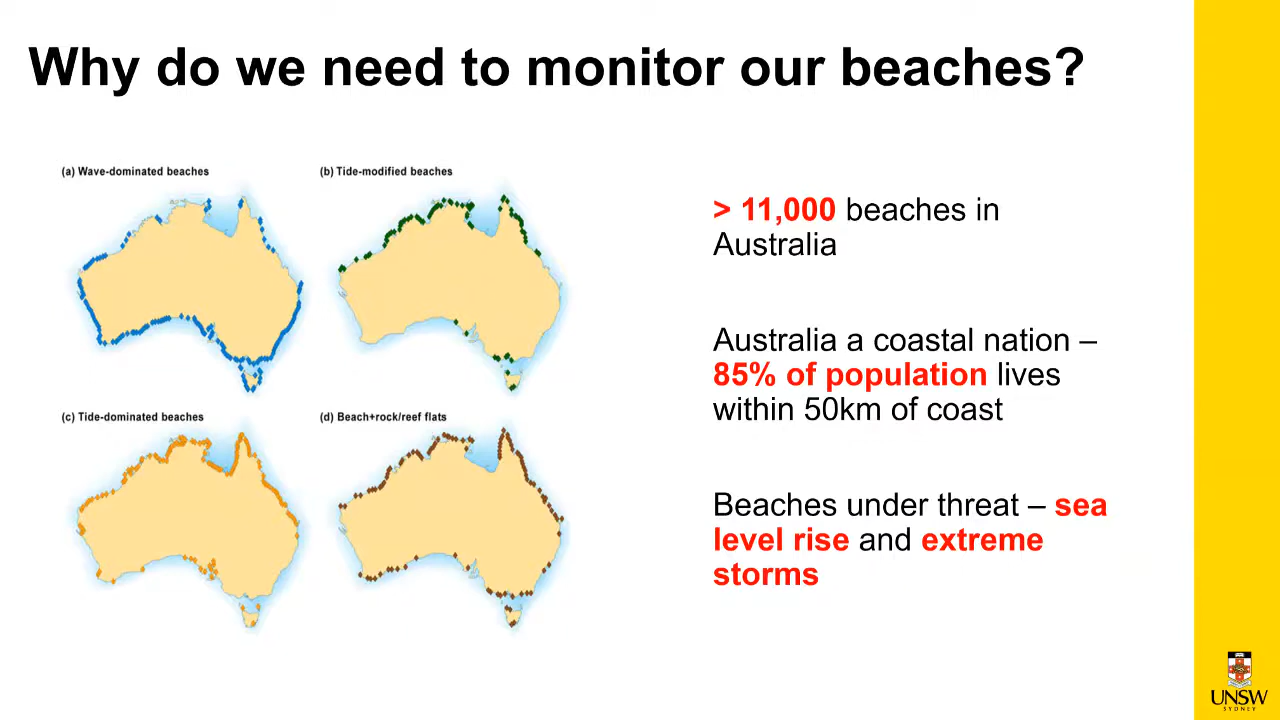 Why do we need to monitor our beaches?
(a) Wave-dominated beaches
(b) Tide-modified beaches
(c) Tide-dominated beaches
(d) Beach+rock/reef flats
> 11,000 beaches in
Australia
Australia a coastal nation –
85% of population lives
within 50km of coast
Beaches under threat – sea
level rise and extreme
storms
UNSW
SYDNEY